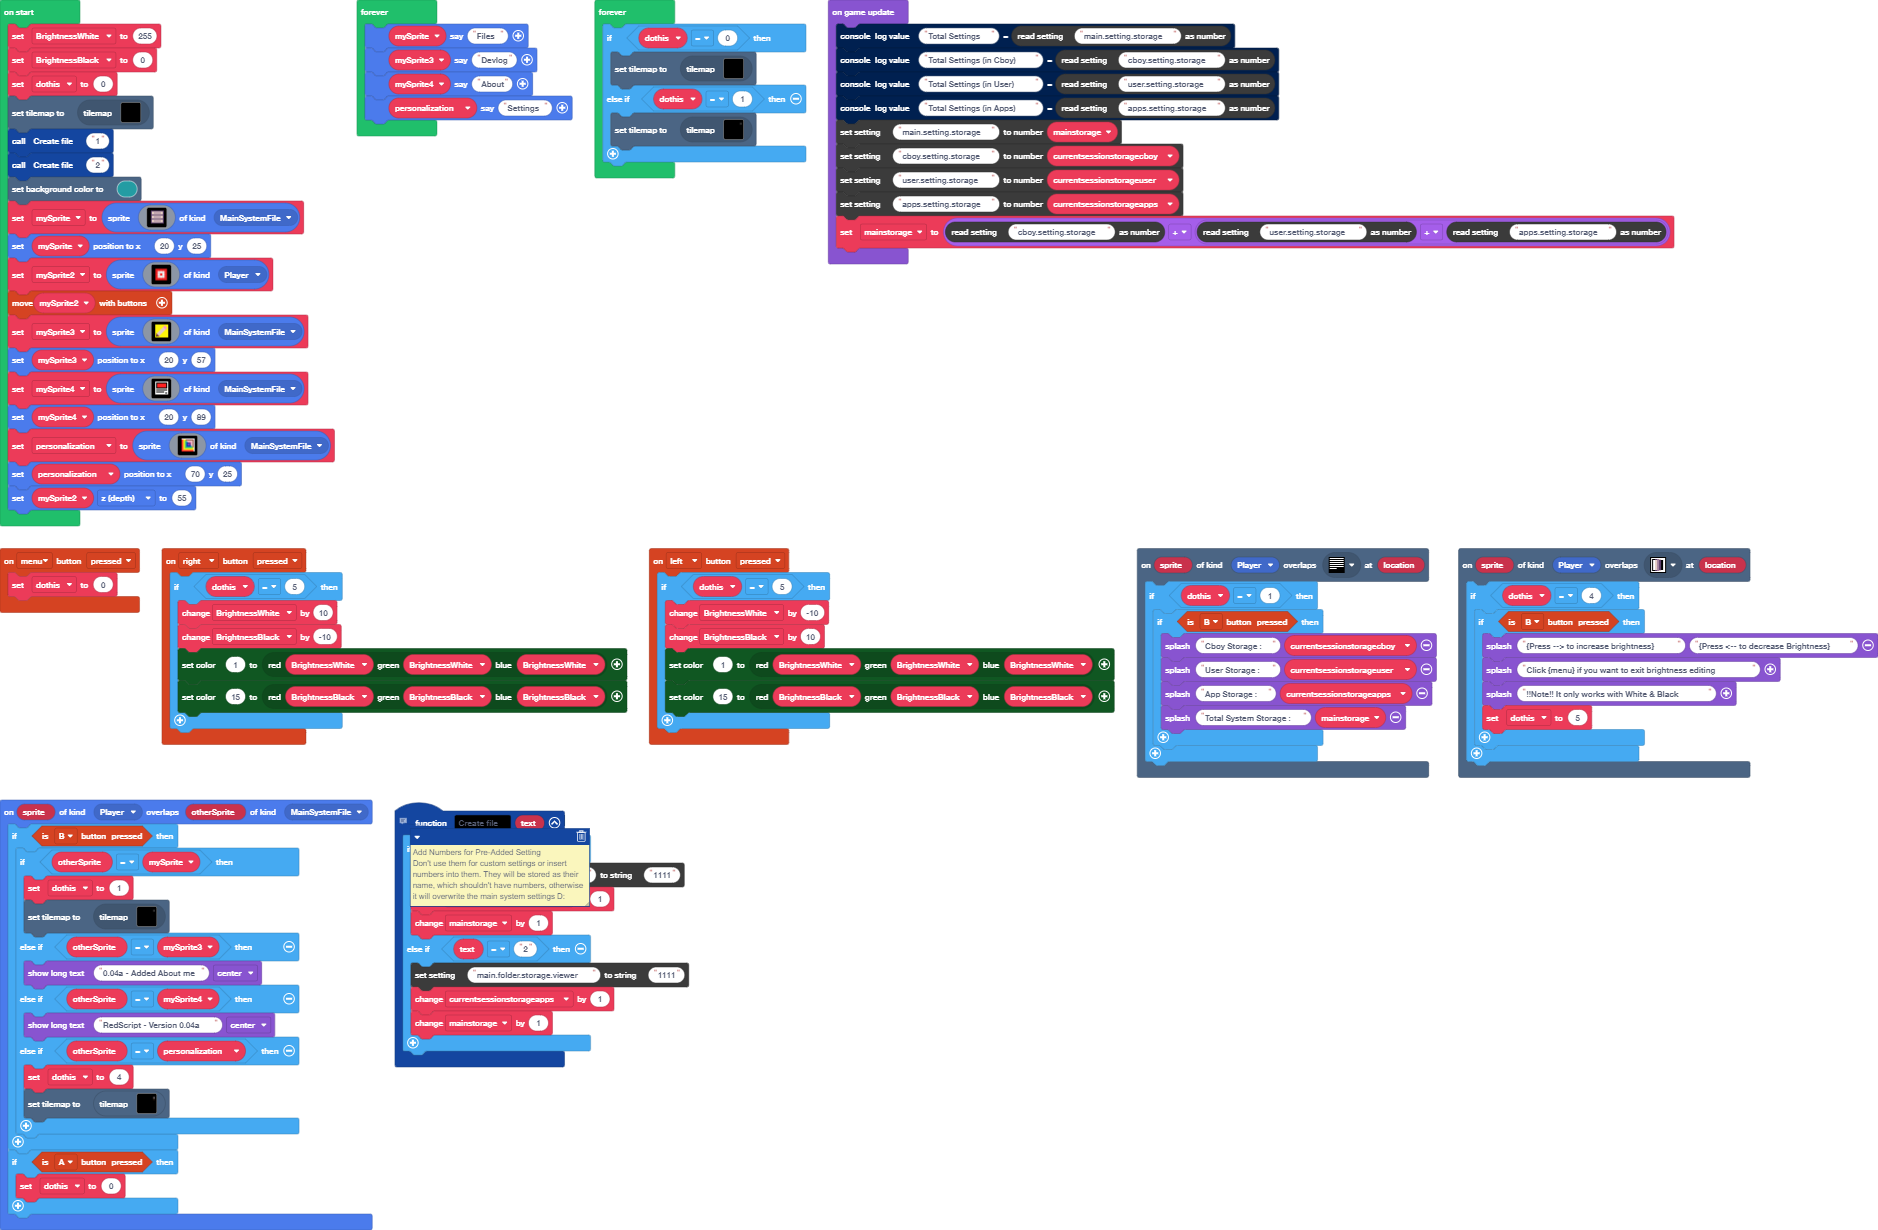 on start
set BrightnessWhite to 255
set BrightnessBlack to 0
set dothis to 0
set tilemap to tilemap
call Create file "1"
call Create file "2"
set background color to
set mySprite to sprite of kind MainSystemFile
set mySprite position to x 20 y 25
set mySprite2 to sprite of kind Player
move mySprite2 with buttons
set mySprite3 to sprite of kind MainSystemFile
set mySprite3 position to x 20 y 57
set mySprite4 to sprite of kind MainSystemFile
set mySprite4 position to x 20 y 89
set personalization to sprite of kind MainSystemFile
set personalization position to x 70 y 25
set mySprite2 z (depth) to 55
forever
mySprite say "Files"
mySprite3 say "Devlog"
mySprite4 say "About"
personalization say "Settings"
forever
if dothis = 0 then
set tilemap to tilemap
else if dothis = 1 then
set tilemap to tilemap
on game update
console log value "Total Settings" = read setting "main.setting.storage" as number
console log value "Total Settings (in Cboy)" = read setting "cboy.setting.storage" as number
console log value "Total Settings (in User)" = read setting "user.setting.storage" as number
console log value "Total Settings (in Apps)" = read setting "apps.setting.storage" as number
set setting "main.setting.storage" to number mainstorage
set setting "cboy.setting.storage" to number currentsessionstoragecboy
set setting "user.setting.storage" to number currentsessionstorageuser
set setting "apps.setting.storage" to number currentsessionstorageapps
set mainstorage to read setting "cboy.setting.storage" as number + read setting "user.setting.storage" as number + read setting "apps.setting.storage" as number
on menu button pressed
set dothis to 0
on right button pressed
if dothis = 5 then
change BrightnessWhite by 10
change BrightnessBlack by -10
set color 1 to red BrightnessWhite green BrightnessWhite blue BrightnessWhite
set color 15 to red BrightnessBlack green BrightnessBlack blue BrightnessBlack
on left button pressed
if dothis = 5 then
change BrightnessWhite by -10
change BrightnessBlack by 10
set color 1 to red BrightnessWhite green BrightnessWhite blue BrightnessWhite
set color 15 to red BrightnessBlack green BrightnessBlack blue BrightnessBlack
on sprite of kind Player overlaps at location
if dothis = 1 then
if is B button pressed then
splash "Cboy Storage :" currentsessionstoragecboy
splash "User Storage :" currentsessionstorageuser
splash "App Storage :" currentsessionstorageapps
splash "Total System Storage :" mainstorage
on sprite of kind Player overlaps at location
if dothis = 4 then
if is B button pressed then
splash "{Press --> to increase brightness}" "{Press <-- to decrease Brightness}"
splash "Click {menu} if you want to exit brightness editing"
splash "!!Note!! It only works with White & Black"
set dothis to 5
on sprite of kind Player overlaps otherSprite of kind MainSystemFile
if is B button pressed then
if otherSprite = mySprite then
set dothis to 1
set tilemap to tilemap
else if otherSprite = mySprite3 then
show long text "0.04a - Added About me" center
else if otherSprite = mySprite4 then
show long text "RedScript - Version 0.04a" center
else if otherSprite = personalization then
set dothis to 4
set tilemap to tilemap
if is A button pressed then
set dothis to 0
function Create file text
Add Numbers for Pre-Added Setting
Don't use them for custom settings or insert
numbers into them. They will be stored as their
name, which shouldn't have numbers, otherwise
it will overwrite the main system settings D:
to string "1111"
1
change mainstorage by 1
else if text = "2" then
set setting "main.folder.storage.viewer" to string "1111"
change currentsessionstorageapps by 1
change mainstorage by 1